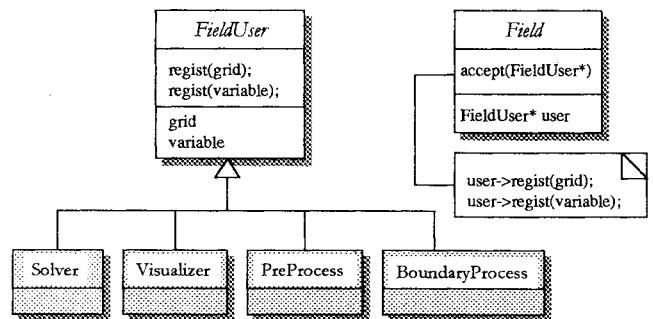 FieldUser
regist(grid);
regist(variable);
grid
variable
Field
accept(FieldUser*)
FieldUser* user
user->regist(grid);
user->regist(variable);
Solver
Visualizer
PreProcess
BoundaryProcess